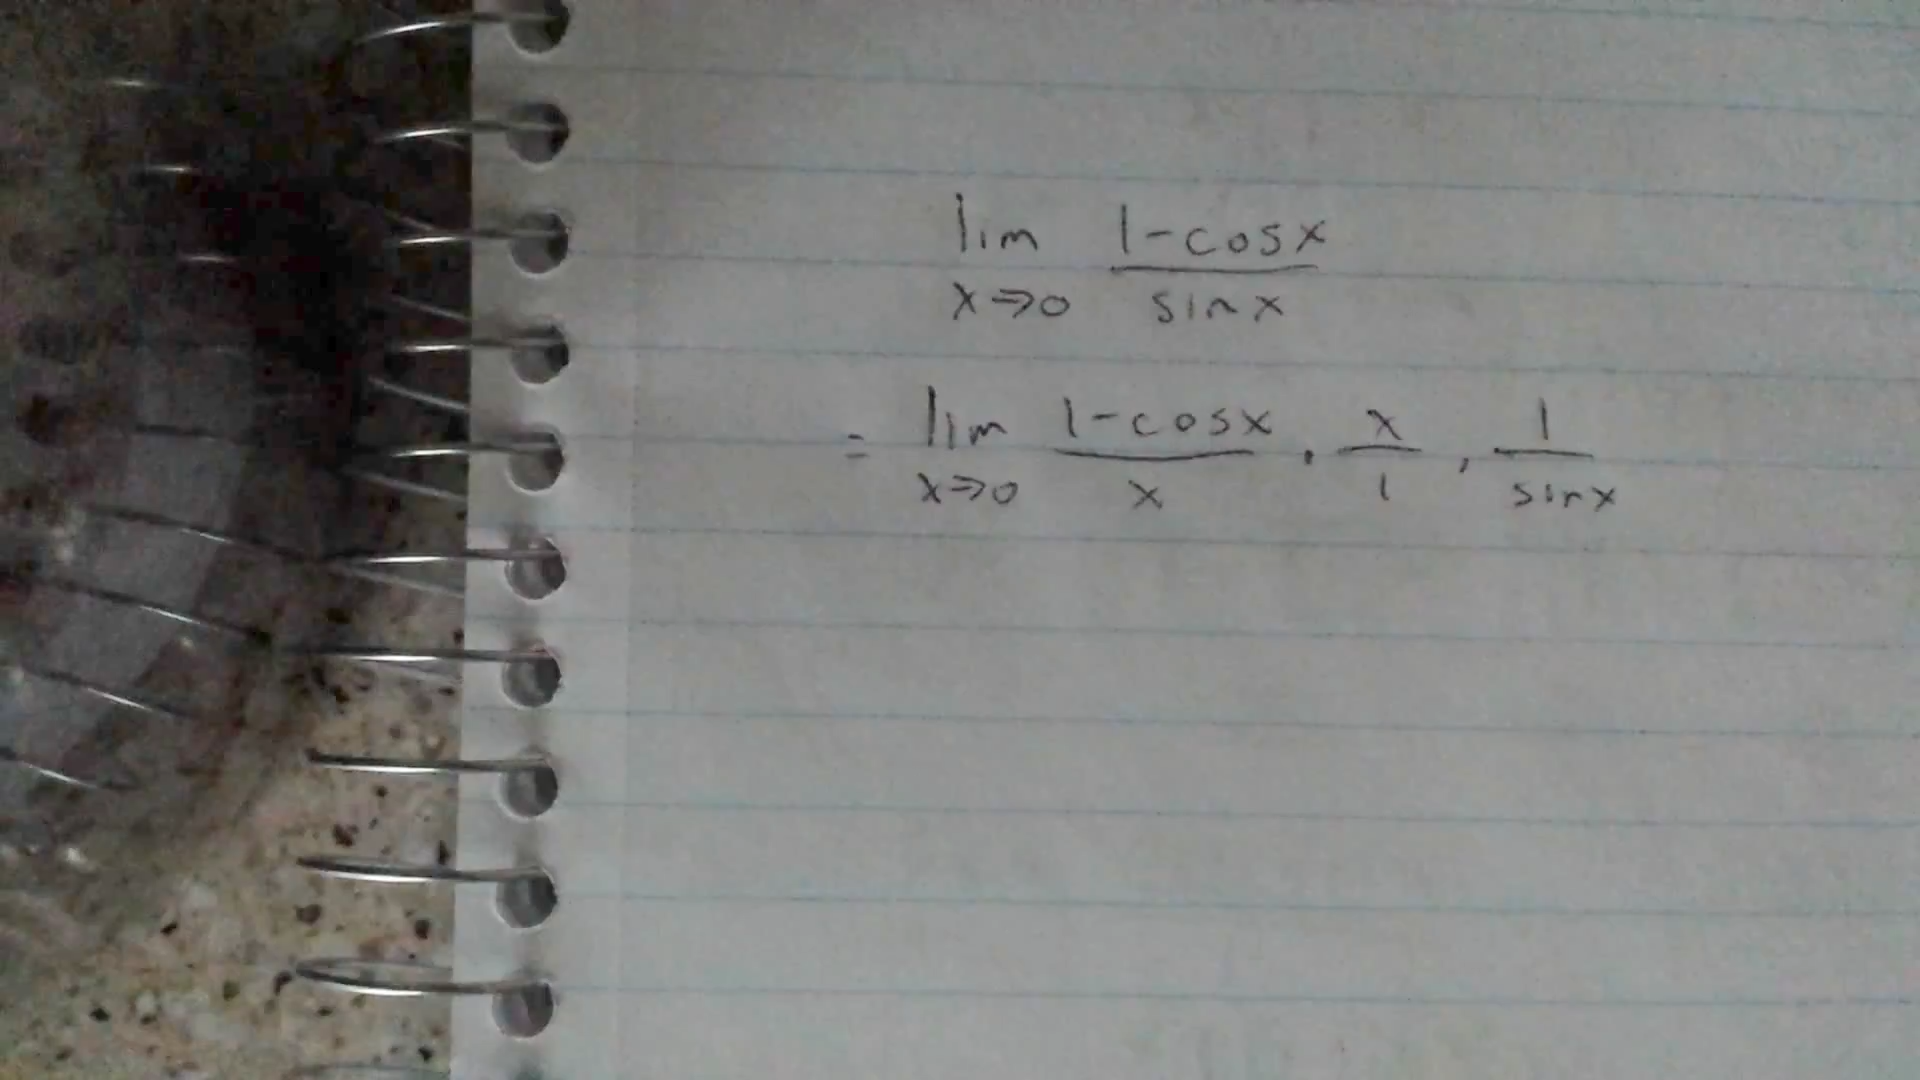 lim 1-cosx / sinx
x→0
= lim 1-cosx / x · x / 1 · 1 / sinx
x→0